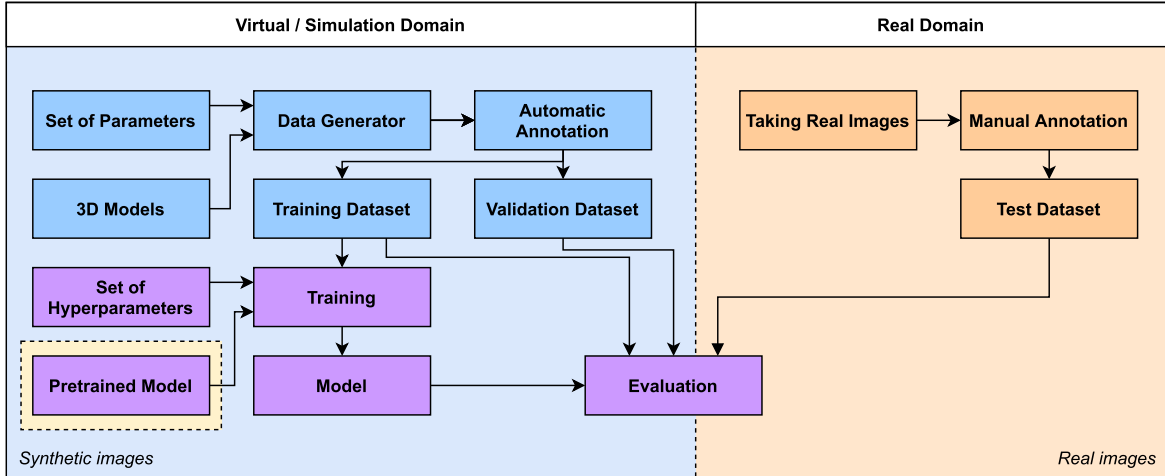 Virtual / Simulation Domain
Real Domain
Set of Parameters
Data Generator
Automatic
Annotation
Taking Real Images
Manual Annotation
3D Models
Training Dataset
Validation Dataset
Test Dataset
Set of
Hyperparameters
Training
Pretrained Model
Model
Evaluation
Synthetic images
Real images